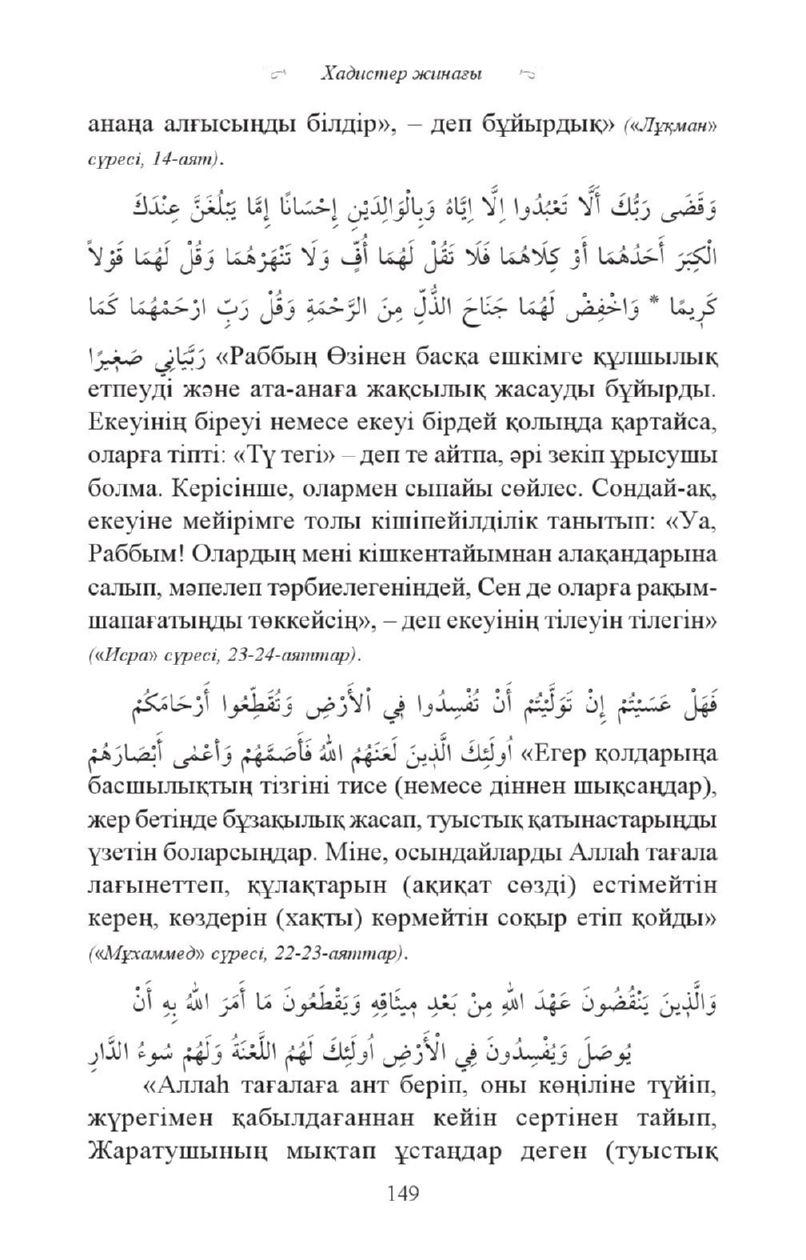 Хадистер жинағы
анаңа алғысыңды білдір», – деп бұйырдық» («Лұқман»
сүресі, 14-аят).
وَقَضَى رَبُّكَ أَلَّا تَعْبُدُوا اِلَّا اِيَّاهُ وَبِالْوَالِدَيْنِ إِحْسَانًا إِمَّا يَبْلُغَنَّ عِنْدَكَ
الْكِبَرَ أَحَدُهُمَا أَوْ كِلَاهُمَا فَلَا تَقُلْ لَهُمَا أُفٍّ وَلَا تَنْهَرْهُمَا وَقُلْ لَهُمَا قَوْلاً
كَرِيمًا * وَاخْفِضْ لَهُمَا جَنَاحَ الذُّلِّ مِنَ الرَّحْمَةِ وَقُلْ رَبِّ ارْحَمْهُمَا كَمَا
رَبَّيَانِي صَغِيرًا «Раббың Өзінен басқа ешкімге құлшылық
етпеуді және ата-анаға жақсылық жасауды бұйырды.
Екеуінің біреуі немесе екеуі бірдей қолыңда қартайса,
оларға тіпті: «Түу тегі» – деп те айтпа, әрі зекіп ұрысушы
болма. Керісінше, олармен сыпайы сөйлес. Сондай-ақ,
екеуіне мейірімге толы кішіпейілділік танытып: «Уа,
Раббым! Олардың мені кішкентайымнан алақандарына
салып, мәпелеп тәрбиелегеніндей, Сен де оларға рақым-
шапағатыңды төккейсің», – деп екеуінің тілеуін тілегін»
(«Исра» сүресі, 23-24-аяттар).
فَهَلْ عَسَيْتُمْ إِنْ تَوَلَّيْتُمْ أَنْ تُفْسِدُوا فِي اْلأَرْضِ وَتُقَطِّعُوا أَرْحَامَكُمْ
أُولَئِكَ الَّذِينَ لَعَنَهُمُ اللهُ فَأَصَمَّهُمْ وَأَعْمَى أَبْصَارَهُمْ «Егер қолдарыңа
басшылықтың тізгіні тисе (немесе діннен шықсаңдар),
жер бетінде бұзақылық жасап, туыстық қатынастарыңды
үзетін боларсыңдар. Міне, осындайларды Аллаһ тағала
лағынеттеп, құлақтарын (ақиқат сөзді) естімейтін
керең, көздерін (хақты) көрмейтін соқыр етіп қойды»
(«Мұхаммед» сүресі, 22-23-аяттар).
وَالَّذِينَ يَنْقُضُونَ عَهْدَ اللهِ مِنْ بَعْدِ مِيثَاقِهِ وَيَقْطَعُونَ مَا أَمَرَ اللهُ بِهِ أَنْ
يُوصَلَ وَيُفْسِدُونَ فِي الْأَرْضِ أُولَئِكَ لَهُمُ اللَّعْنَةُ وَلَهُمْ سُوءُ الدَّارِ
«Аллаһ тағалаға ант беріп, оны көңіліне түйіп,
жүрегімен қабылдағаннан кейін сертінен тайып,
Жаратушының мықтап ұстаңдар деген (туыстық
149